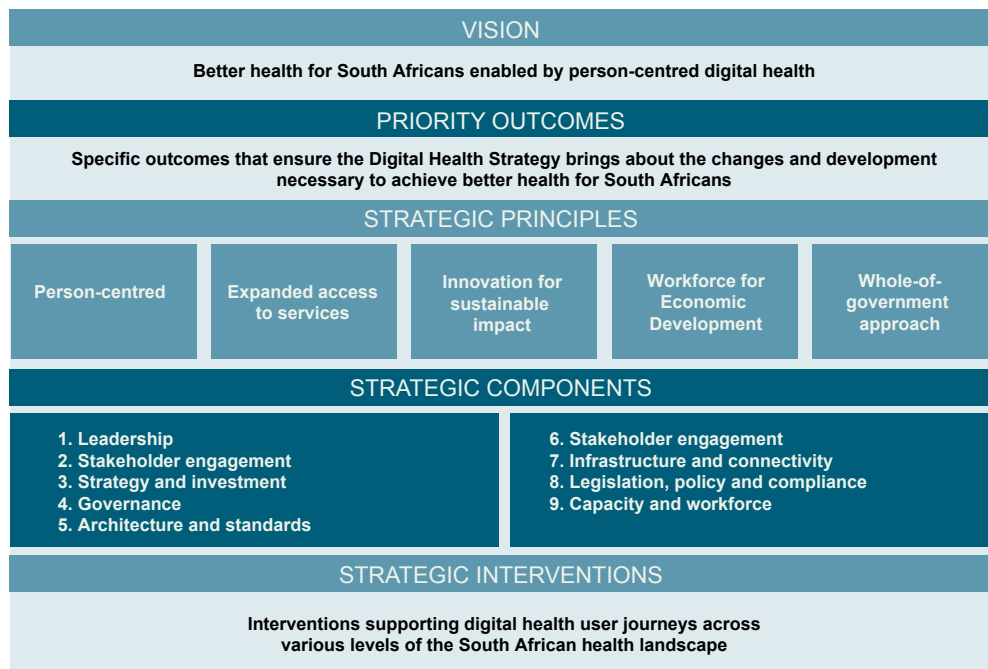 VISION
Better health for South Africans enabled by person-centred digital health
PRIORITY OUTCOMES
Specific outcomes that ensure the Digital Health Strategy brings about the changes and development
necessary to achieve better health for South Africans
STRATEGIC PRINCIPLES
Person-centred
Expanded access
to services
Innovation for
sustainable
impact
Workforce for
Economic
Development
Whole-of-
government
approach
STRATEGIC COMPONENTS
1. Leadership
2. Stakeholder engagement
3. Strategy and investment
4. Governance
5. Architecture and standards
6. Stakeholder engagement
7. Infrastructure and connectivity
8. Legislation, policy and compliance
9. Capacity and workforce
STRATEGIC INTERVENTIONS
Interventions supporting digital health user journeys across
various levels of the South African health landscape